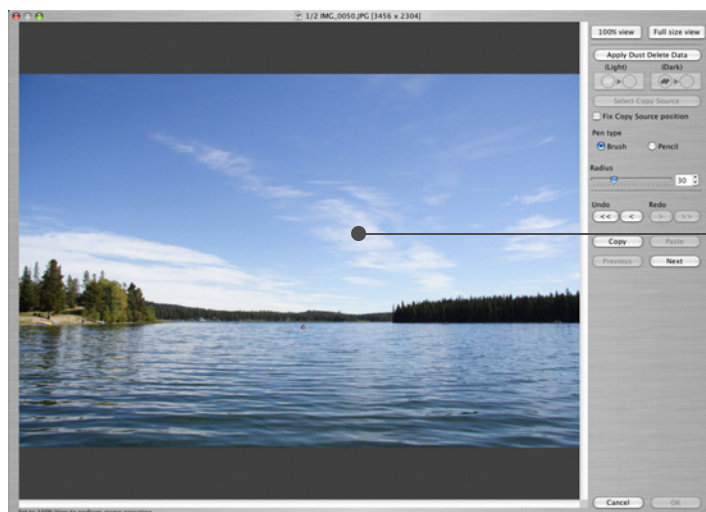 1/2 IMG_0050.JPG [3456 x 2304]
100% view Full size view
Apply Dust Delete Data
(Light) (Dark)
Select Copy Source
Fix Copy Source position
Pen type
Brush Pencil
Radius
30
Undo Redo
<< < > >>
Copy Paste
Previous Next
Cancel OK